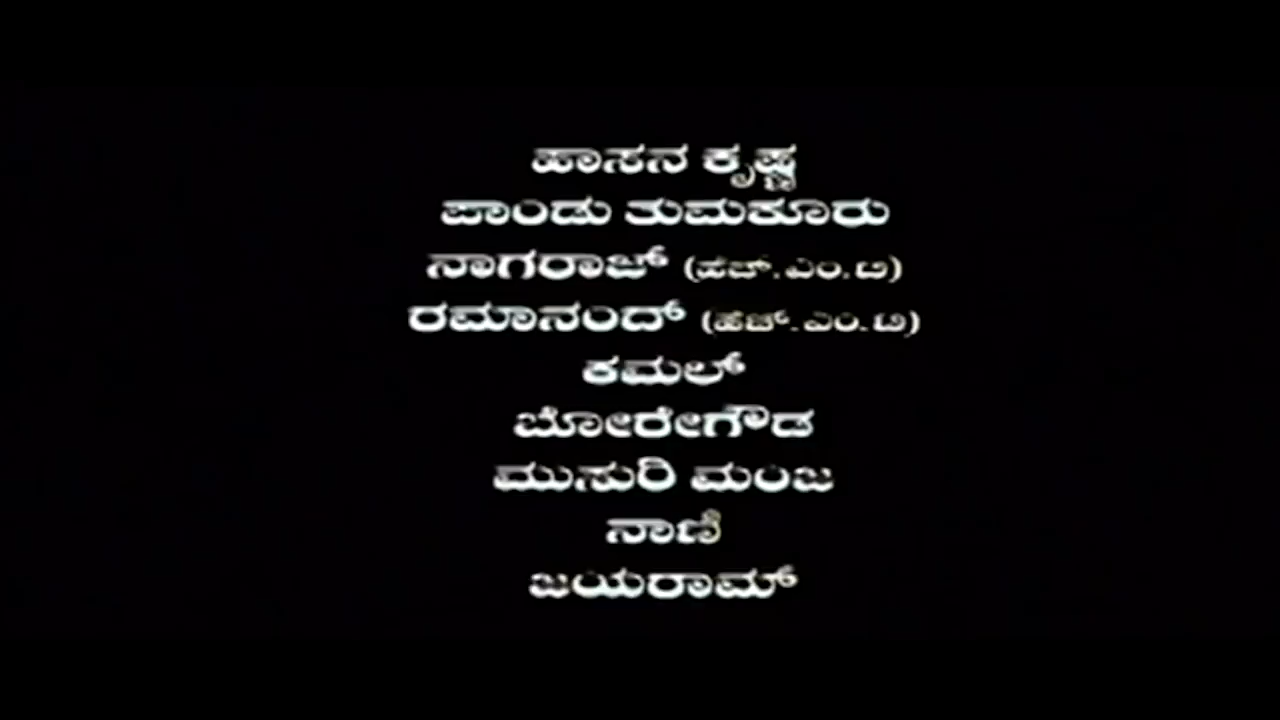 ಹಾಸನ ಕೃಷ್ಣ
ಪಾಂಡು ತುಮಕೂರು
ನಾಗರಾಜ್ (ಹೆಚ್.ಎಂ.ಟಿ)
ರಮಾನಂದ್ (ಹೆಚ್.ಎಂ.ಟಿ)
ಕಮಲ್
ಬೋರೇಗೌಡ
ಮುಸುರಿ ಮಂಜ
ನಾಣಿ
ಜಯರಾಮ್